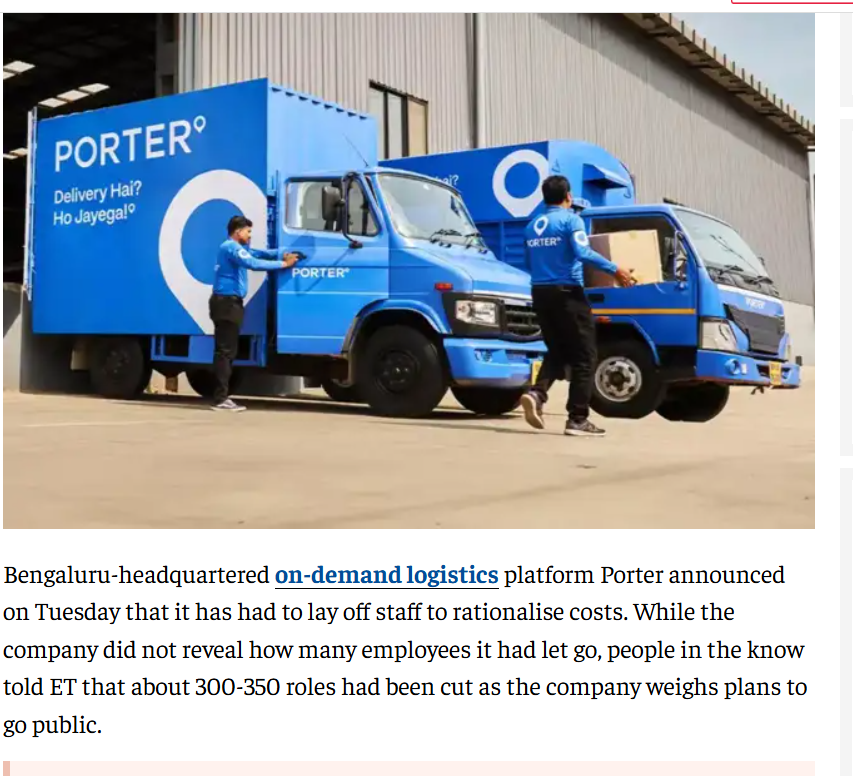 PORTER
Delivery Hai?
Ho Jayega!
PORTER
PORTER
Bengaluru-headquartered on-demand logistics platform Porter announced
on Tuesday that it has had to lay off staff to rationalise costs. While the
company did not reveal how many employees it had let go, people in the know
told ET that about 300-350 roles had been cut as the company weighs plans to
go public.